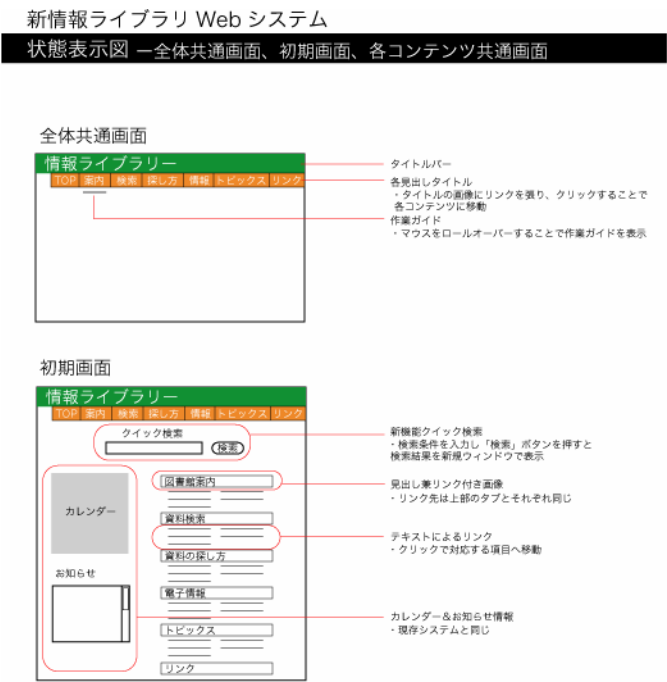 新情報ライブラリ Web システム
状態表示図 ー全体共通画面、初期画面、各コンテンツ共通画面
全体共通画面
情報ライブラリー
TOP 案内 検索 探し方 情報 トピックス リンク
タイトルバー
各見出しタイトル
・タイトルの画像にリンクを張り、クリックすることで
各コンテンツに移動
作業ガイド
・マウスをロールオーバーすることで作業ガイドを表示
初期画面
情報ライブラリー
TOP 案内 検索 探し方 情報 トピックス リンク
クイック検索
検索
新機能クイック検索
・検索条件を入力し「検索」ボタンを押すと
検索結果を新規ウィンドウで表示
図書館案内
見出し兼リンク付き画像
・リンク先は上部のタブとそれぞれ同じ
カレンダー
資料検索
テキストによるリンク
・クリックで対応する項目へ移動
資料の探し方
お知らせ
電子情報
カレンダー＆お知らせ情報
・現存システムと同じ
トピックス
リンク